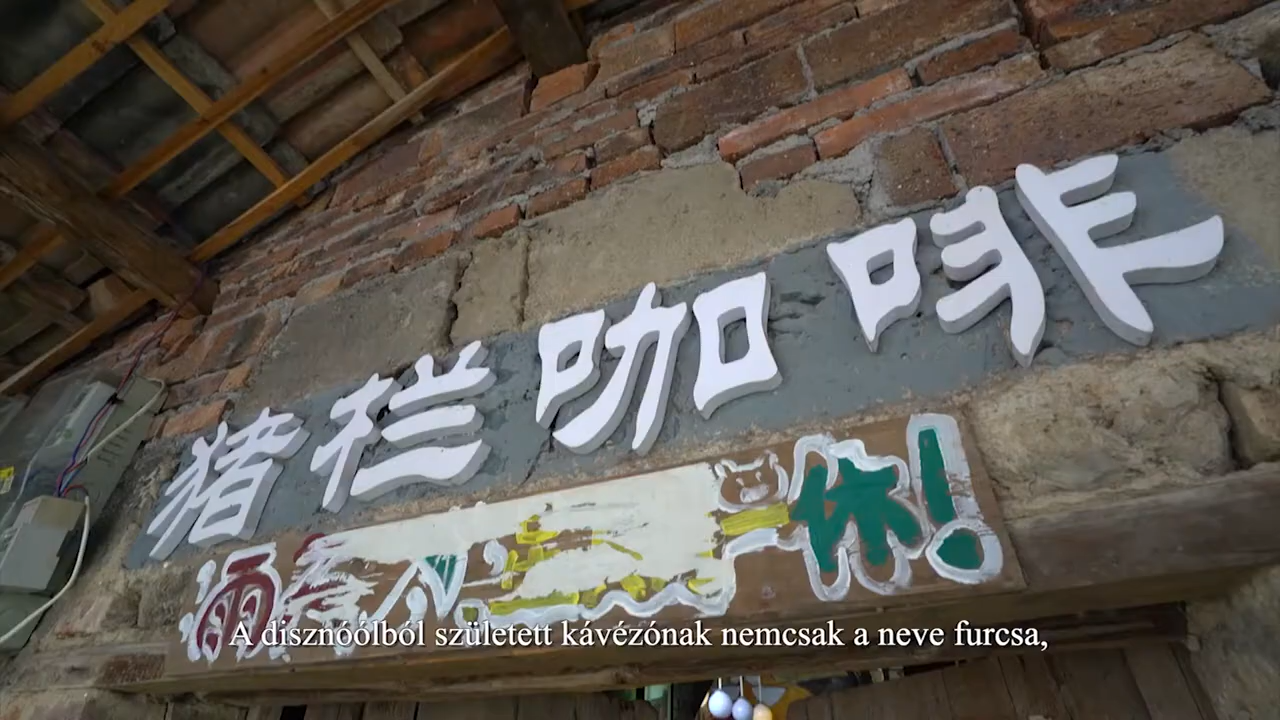 猪栏咖啡
休!
A disznóólból született kávézónak nemcsak a neve furcsa,